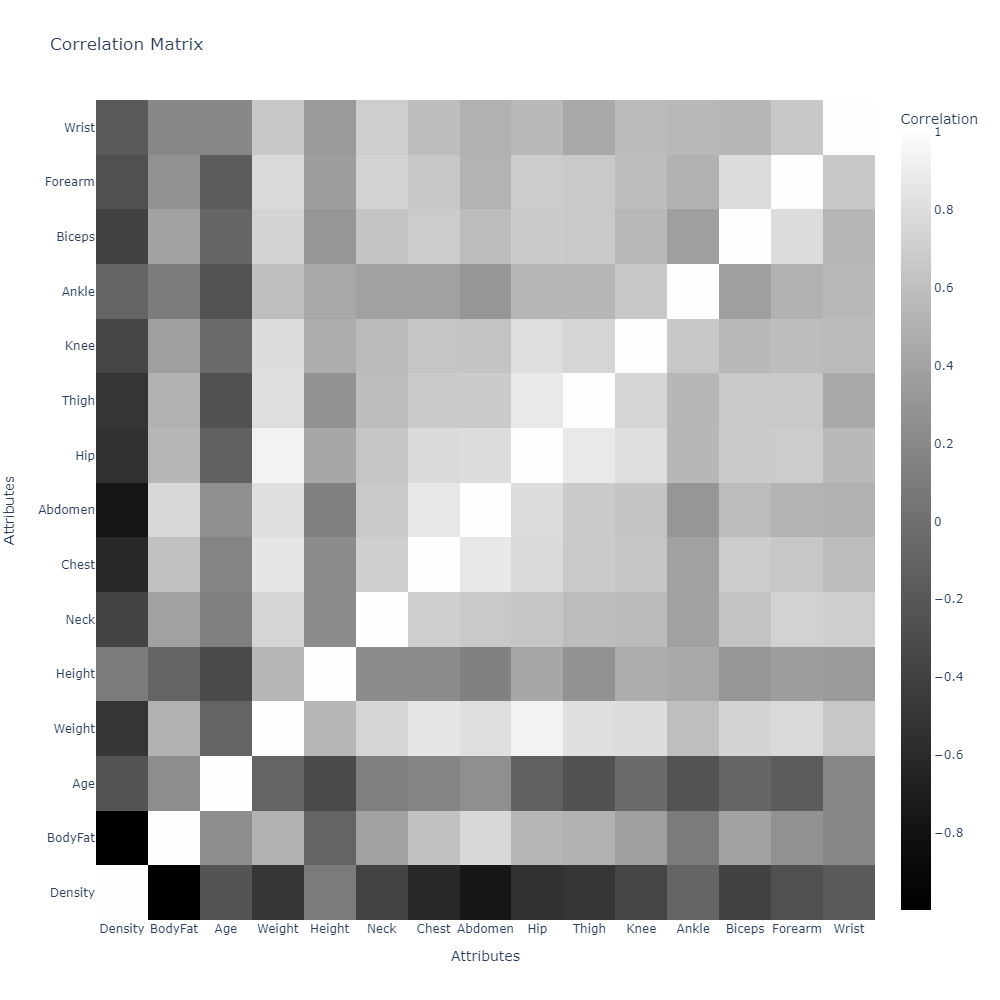 Correlation Matrix
Correlation
1
0.8
0.6
0.4
0.2
0
−0.2
−0.4
−0.6
−0.8
Wrist
Forearm
Biceps
Ankle
Knee
Thigh
Hip
Abdomen
Chest
Neck
Height
Weight
Age
BodyFat
Density
Attributes
Density BodyFat Age Weight Height Neck Chest Abdomen Hip Thigh Knee Ankle Biceps Forearm Wrist
Attributes